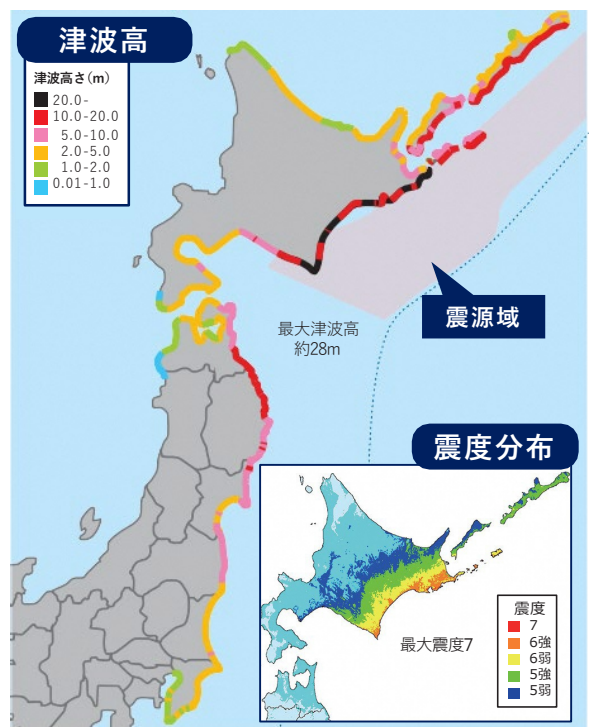 津波高
津波高さ(m)
20.0-
10.0-20.0
5.0-10.0
2.0-5.0
1.0-2.0
0.01-1.0
震源域
最大津波高
約28m
震度分布
最大震度7
震度
7
6強
6弱
5強
5弱